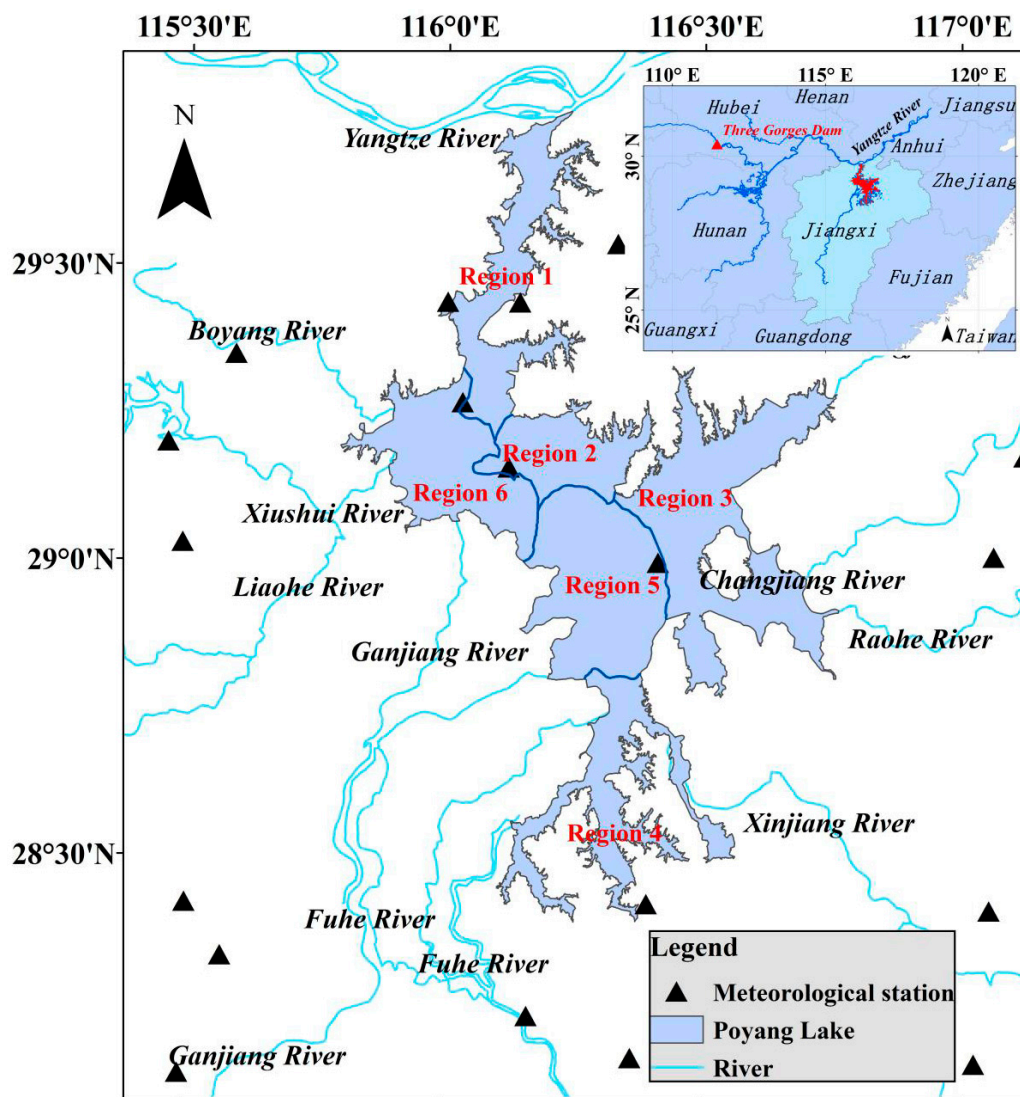 115°30'E
116°0'E
116°30'E
117°0'E
N
Yangtze River
110° E
115° E
120° E
Hubei
Henan
Jiangsu
Three Gorges Dam
Yangtze River
Anhui
30° N
Zhejiang
Hunan
Jiangxi
Fujian
25° N
Guangxi
Guangdong
N
Taiwan
29°30'N
Region 1
Boyang River
Region 2
Region 6
Region 3
Xiushui River
29°0'N
Liaohe River
Region 5
Changjiang River
Ganjiang River
Raohe River
28°30'N
Region 4
Xinjiang River
Fuhe River
Fuhe River
Ganjiang River
Legend
Meteorological station
Poyang Lake
River